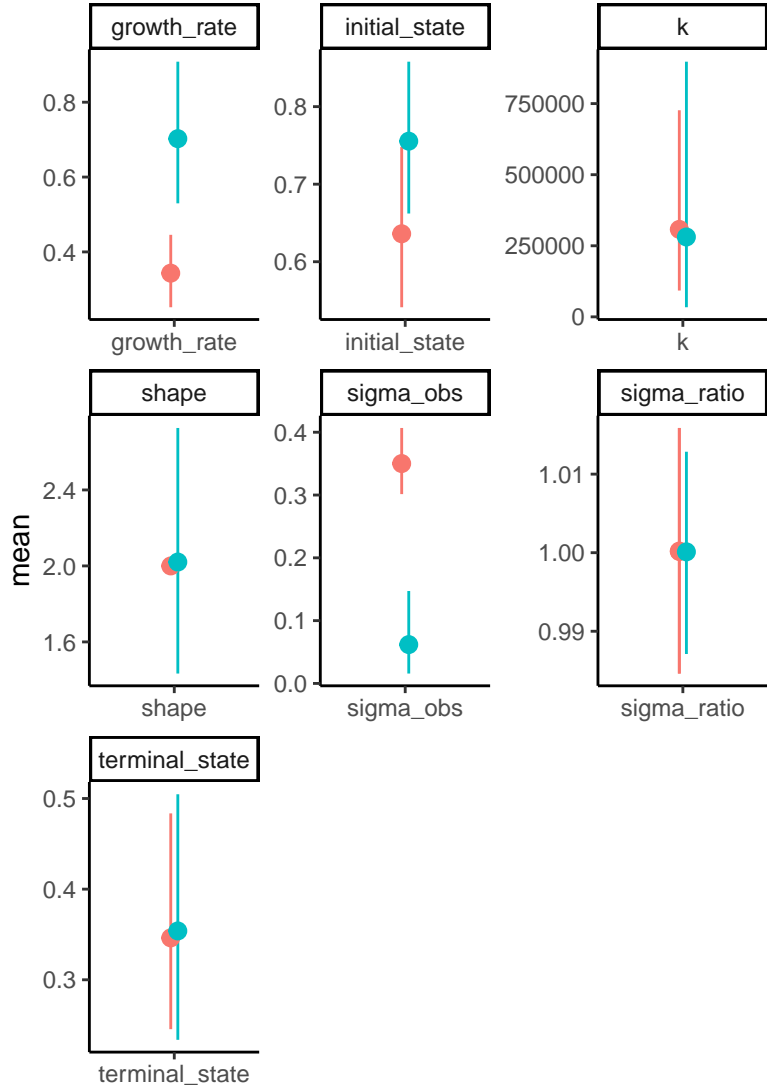 growth_rate
initial_state
k
0.8
0.6
0.4
growth_rate
0.8
0.7
0.6
initial_state
750000
500000
250000
0
k
mean
shape
sigma_obs
sigma_ratio
2.4
2.0
1.6
shape
0.4
0.3
0.2
0.1
0.0
sigma_obs
1.01
1.00
0.99
sigma_ratio
terminal_state
0.5
0.4
0.3
terminal_state